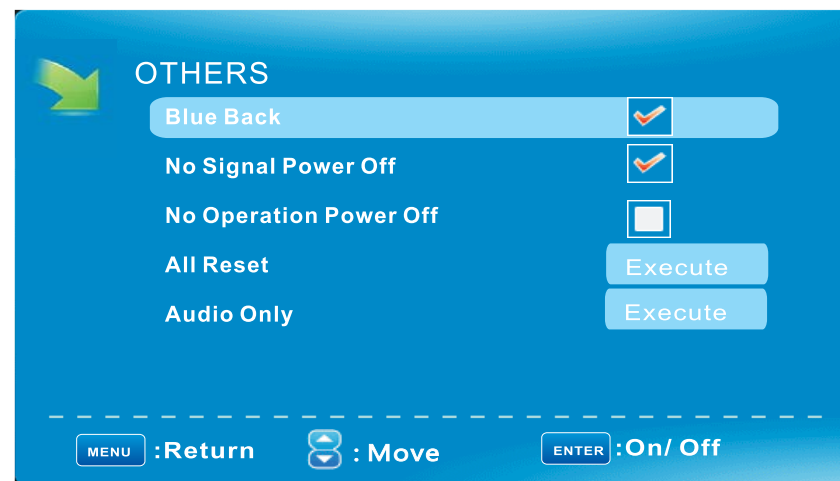 OTHERS
Blue Back
No Signal Power Off
No Operation Power Off
All Reset Execute
Audio Only Execute
MENU :Return : Move ENTER :On/ Off